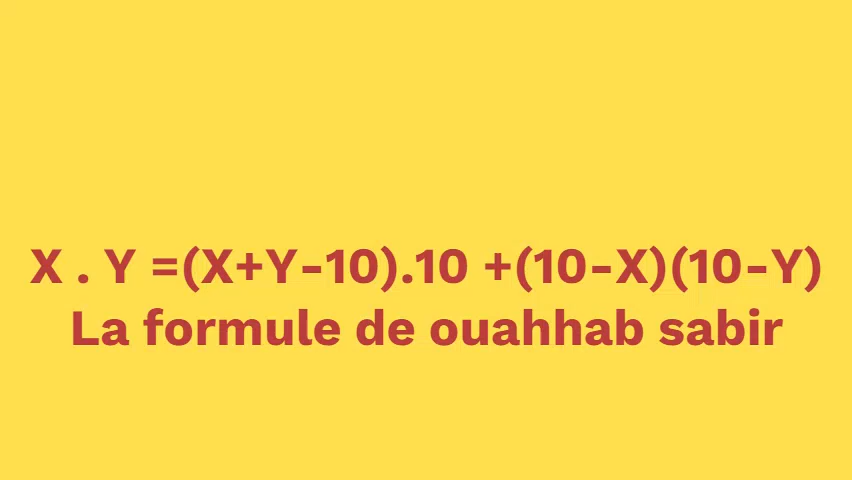 X . Y =(X+Y-10).10 +(10-X)(10-Y)
La formule de ouahhab sabir